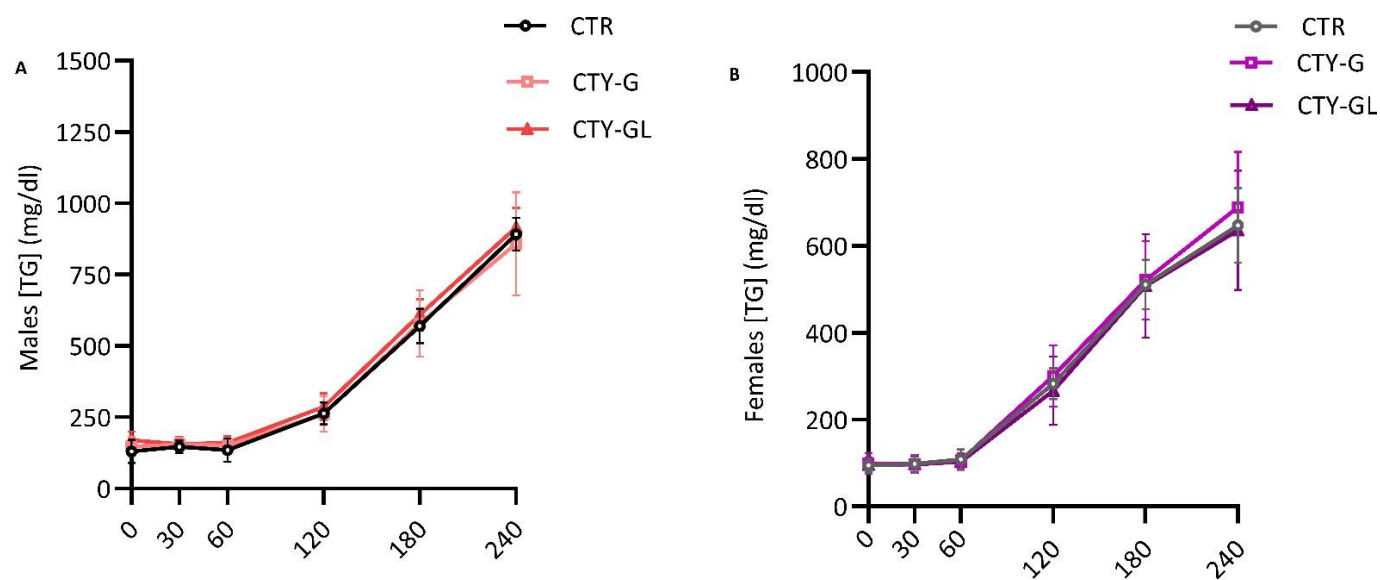 A
CTR
CTY-G
CTY-GL
Males [TG] (mg/dl)
1500
1250
1000
750
500
250
0
0 30 60 120 180 240
B
CTR
CTY-G
CTY-GL
Females [TG] (mg/dl)
1000
800
600
400
200
0
0 30 60 120 180 240